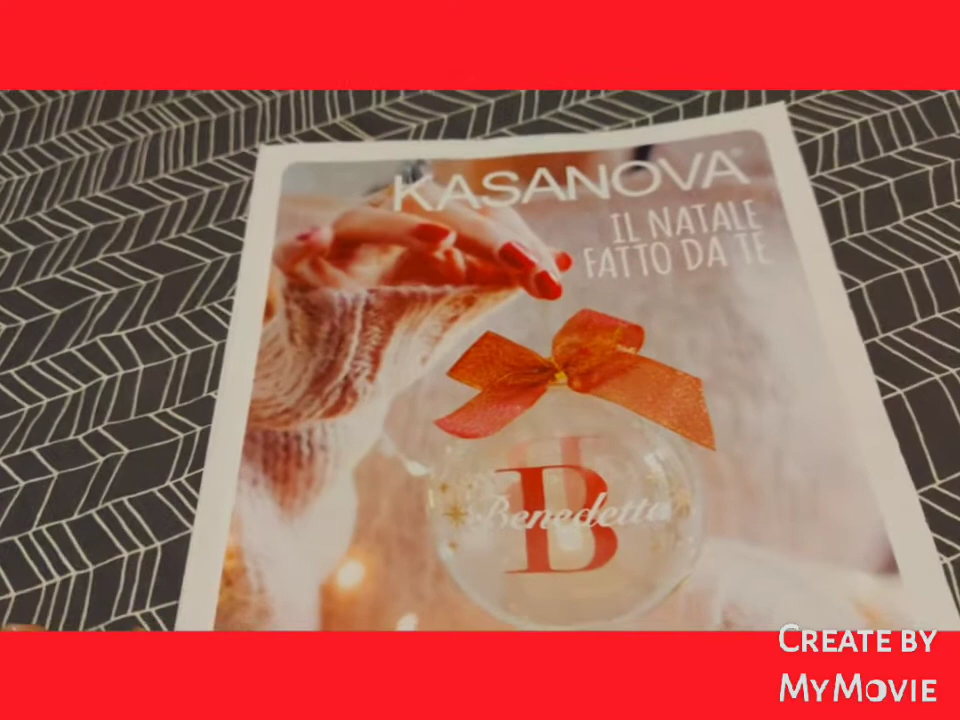 KASANOVA®
IL NATALE
FATTO DA TE
B
Benedetta
CREATE BY
MYMOVIE